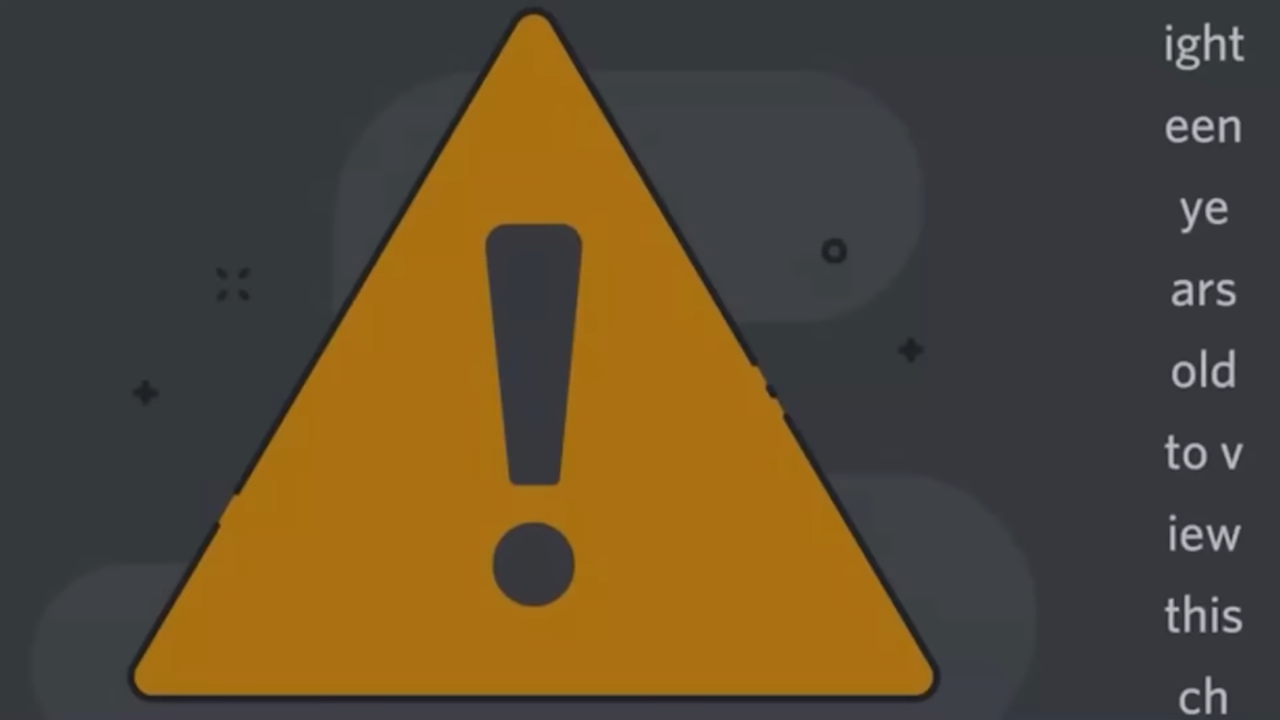 ight
een
ye
ars
old
to v
iew
this
ch